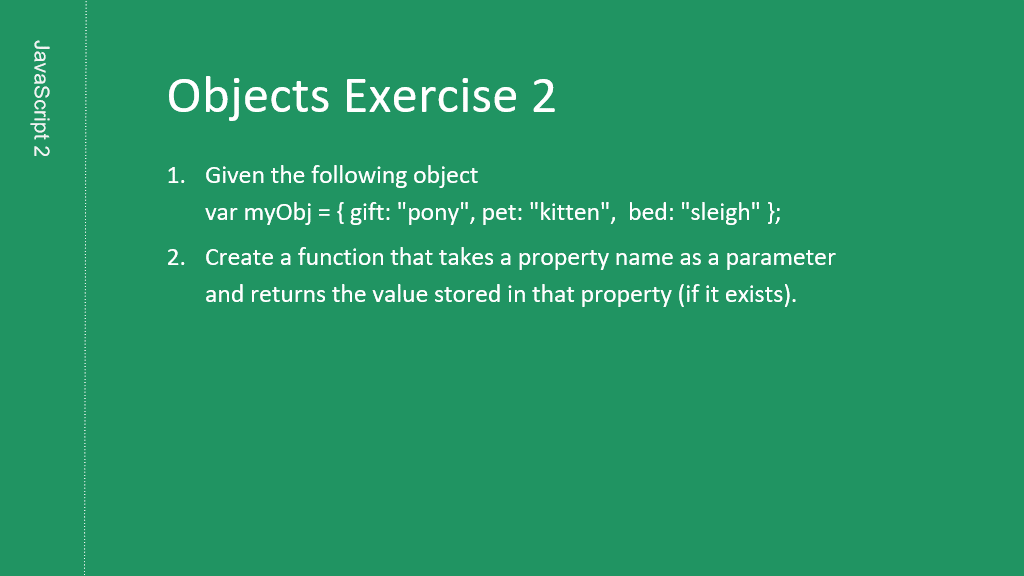 JavaScript 2
Objects Exercise 2
1. Given the following object
var myObj = { gift: "pony", pet: "kitten",  bed: "sleigh" };
2. Create a function that takes a property name as a parameter
and returns the value stored in that property (if it exists).